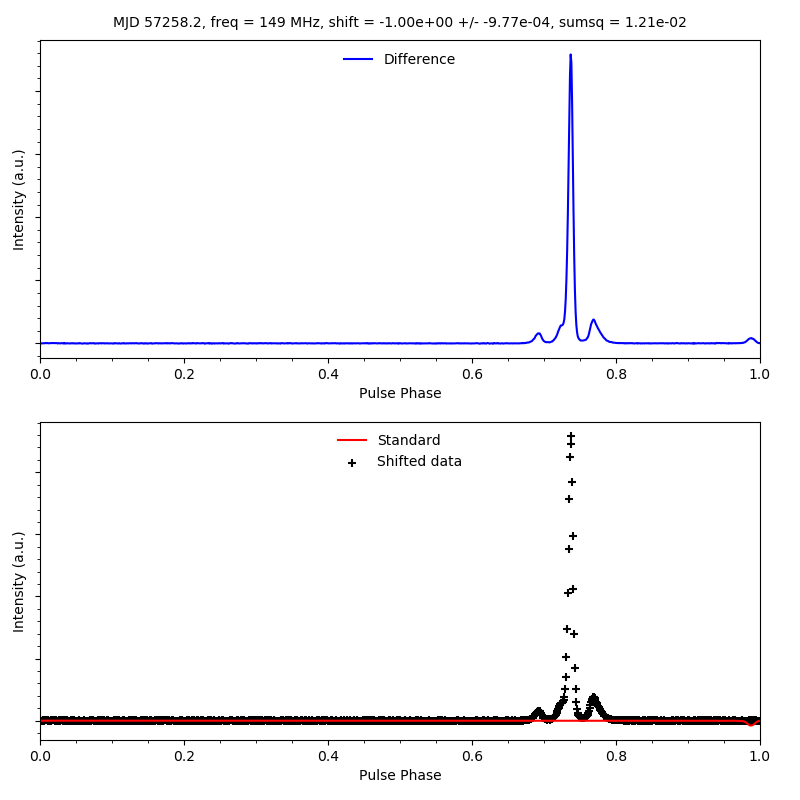 MJD 57258.2, freq = 149 MHz, shift = -1.00e+00 +/- -9.77e-04, sumsq = 1.21e-02
Difference
Intensity (a.u.)
0.0 0.2 0.4 0.6 0.8 1.0
Pulse Phase
Standard
Shifted data
Intensity (a.u.)
0.0 0.2 0.4 0.6 0.8 1.0
Pulse Phase